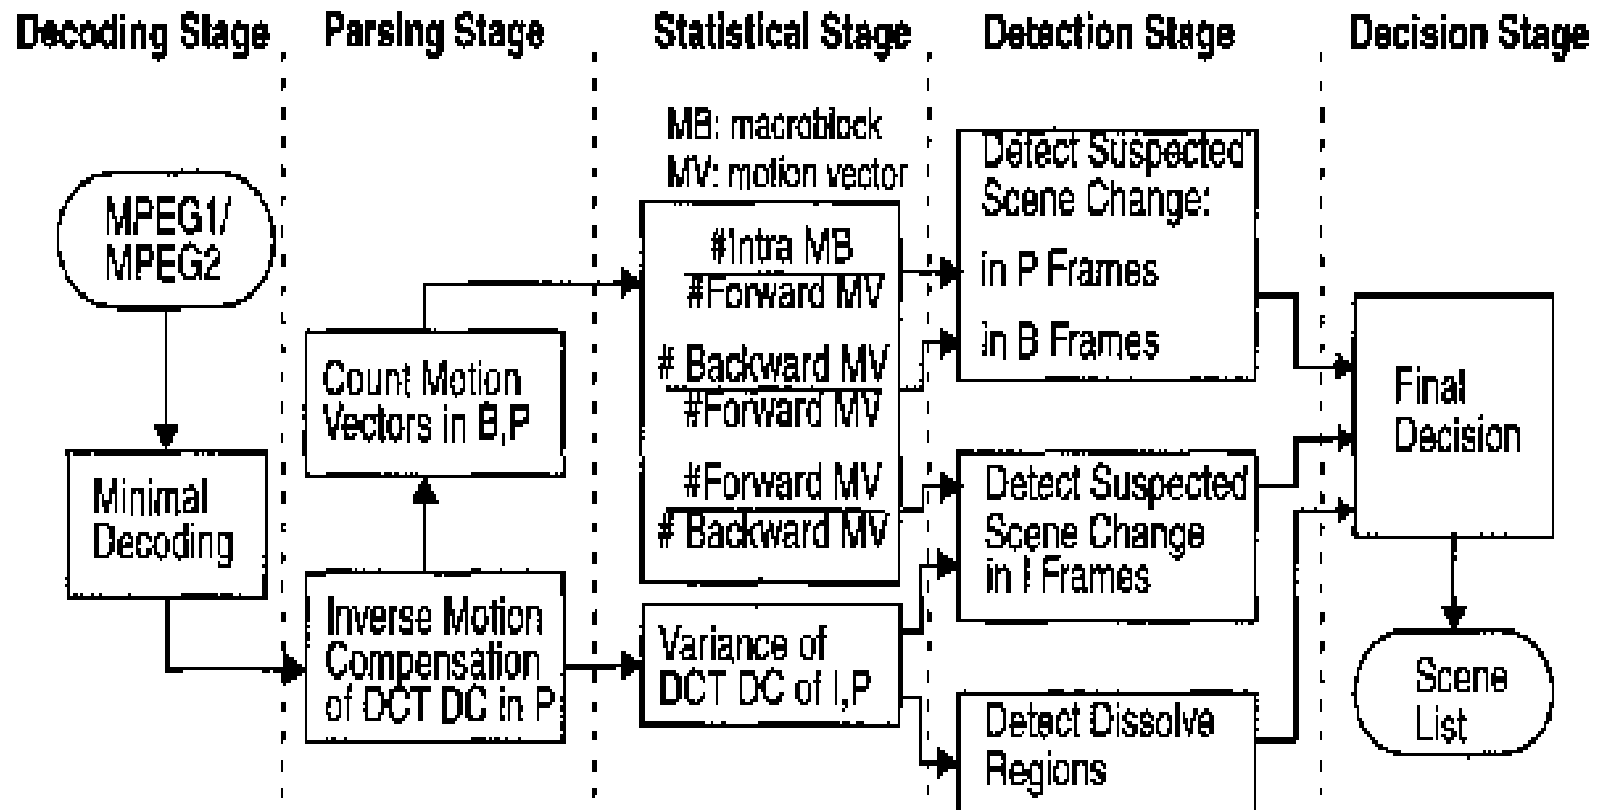 Decoding Stage
Parsing Stage
Statistical Stage
Detection Stage
Decision Stage
MPEG1/
MPEG2
Minimal
Decoding
Count Motion
Vectors in B,P
Inverse Motion
Compensation
of DCT DC in P
MB: macroblock
MV: motion vector
#Intra MB
#Forward MV
# Backward MV
#Forward MV
#Forward MV
# Backward MV
Variance of
DCT DC of I,P
Detect Suspected
Scene Change:
in P Frames
in B Frames
Detect Suspected
Scene Change
in I Frames
Detect Dissolve
Regions
Final
Decision
Scene
List